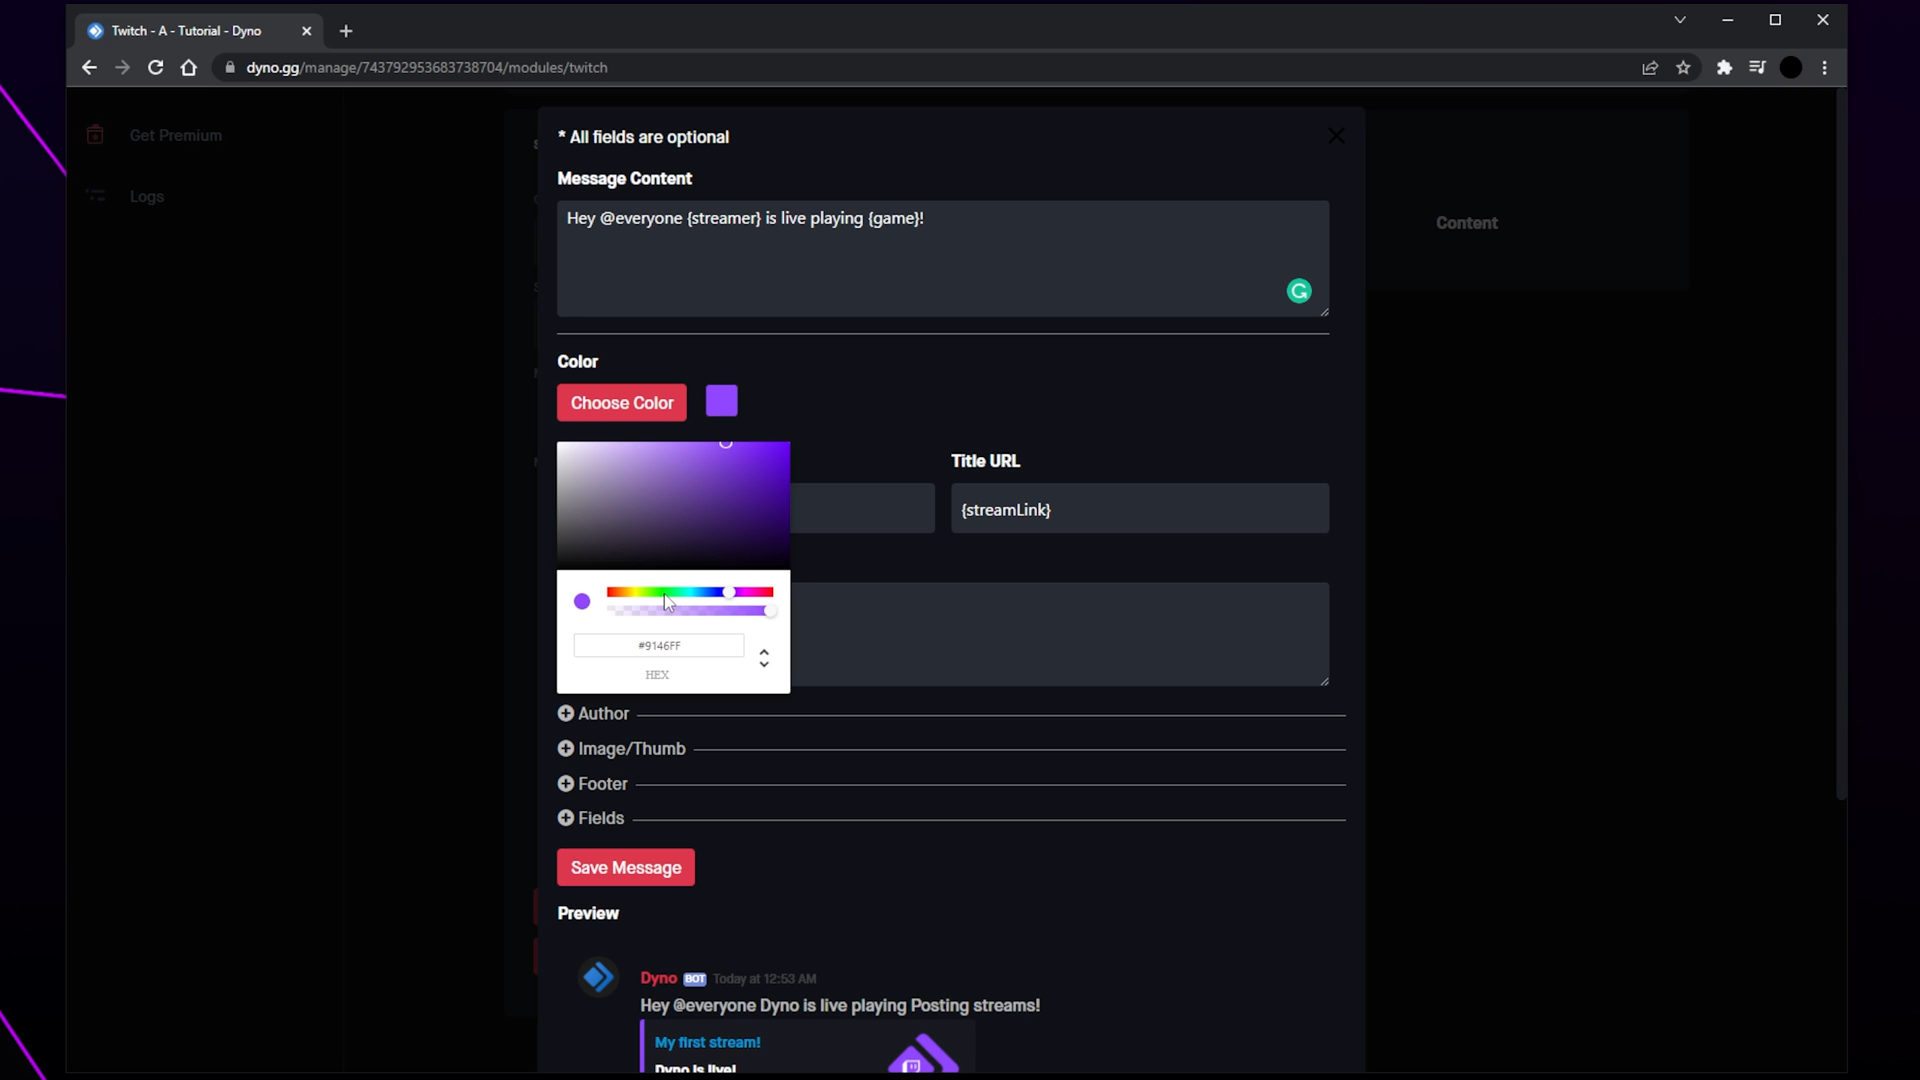 Twitch - A - Tutorial - Dyno
dyno.gg/manage/743792953683738704/modules/twitch
Get Premium
Logs
* All fields are optional
Message Content
Hey @everyone {streamer} is live playing {game}!
Content
Color
Choose Color
Title URL
{streamLink}
#9146FF
HEX
Author
Image/Thumb
Footer
Fields
Save Message
Preview
Dyno BOT Today at 12:53 AM
Hey @everyone Dyno is live playing Posting streams!
My first stream!
Dyno is live!